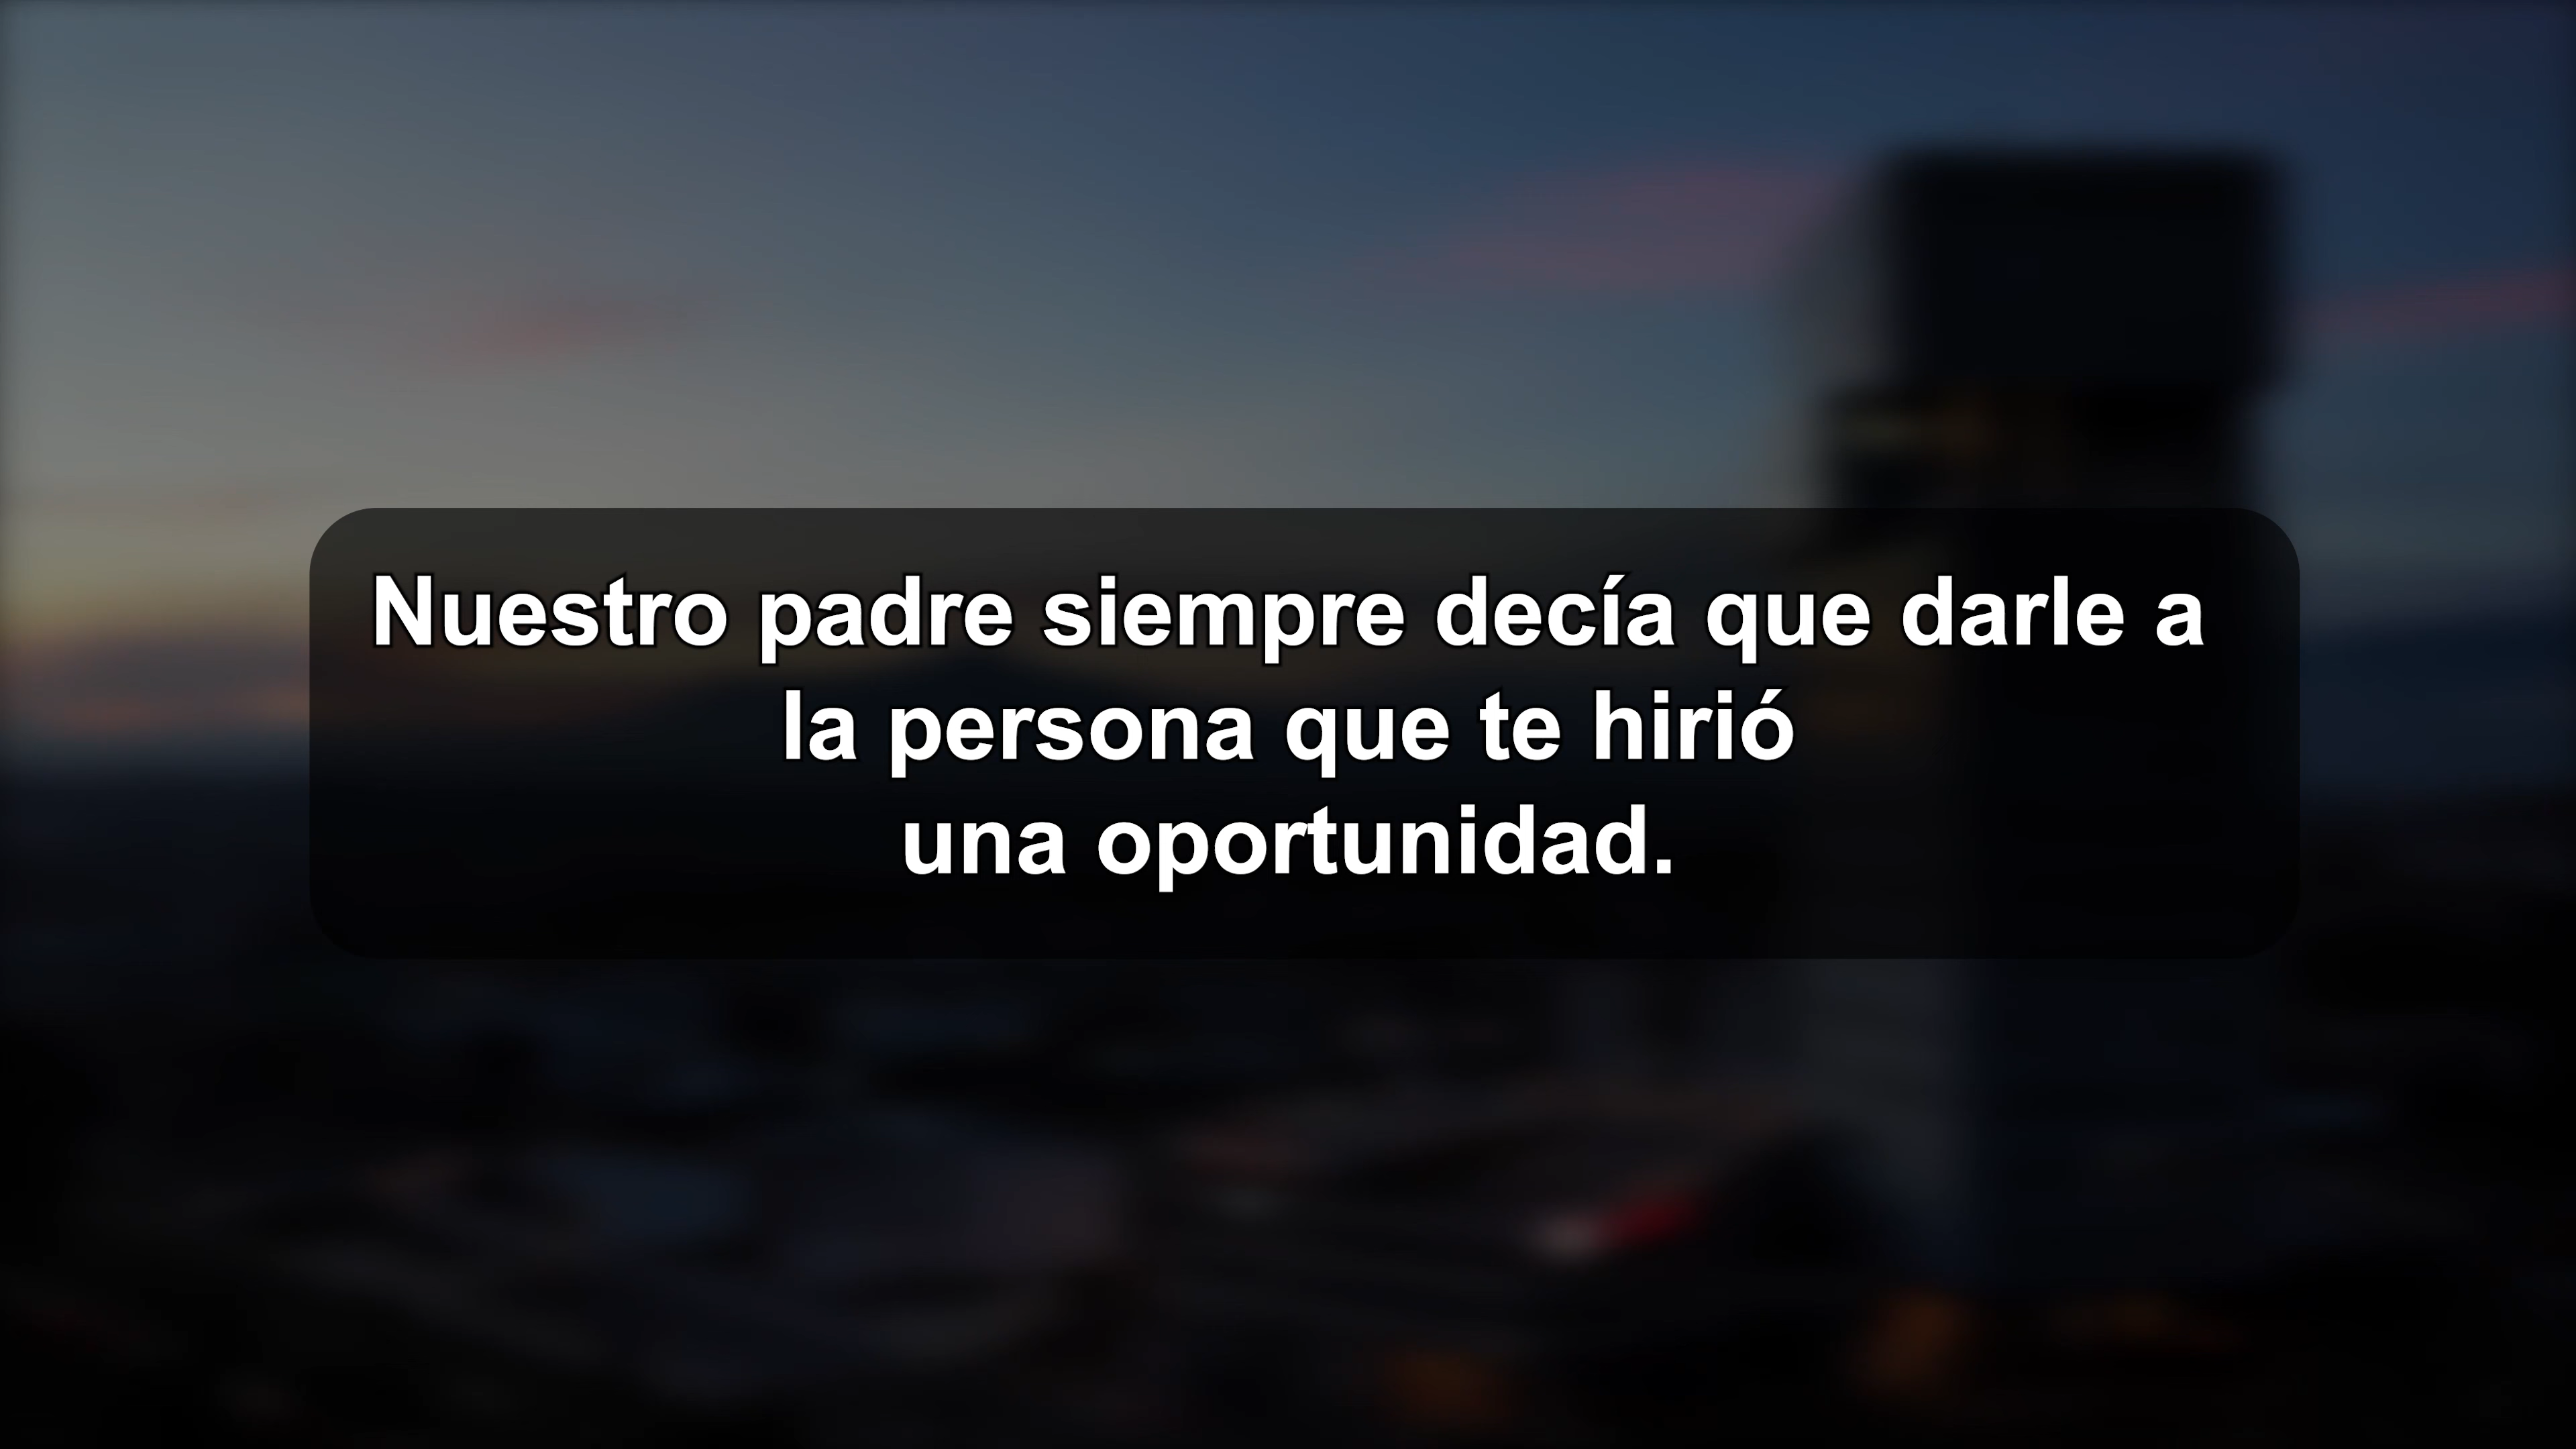 Nuestro padre siempre decía que darle a
la persona que te hirió
una oportunidad.